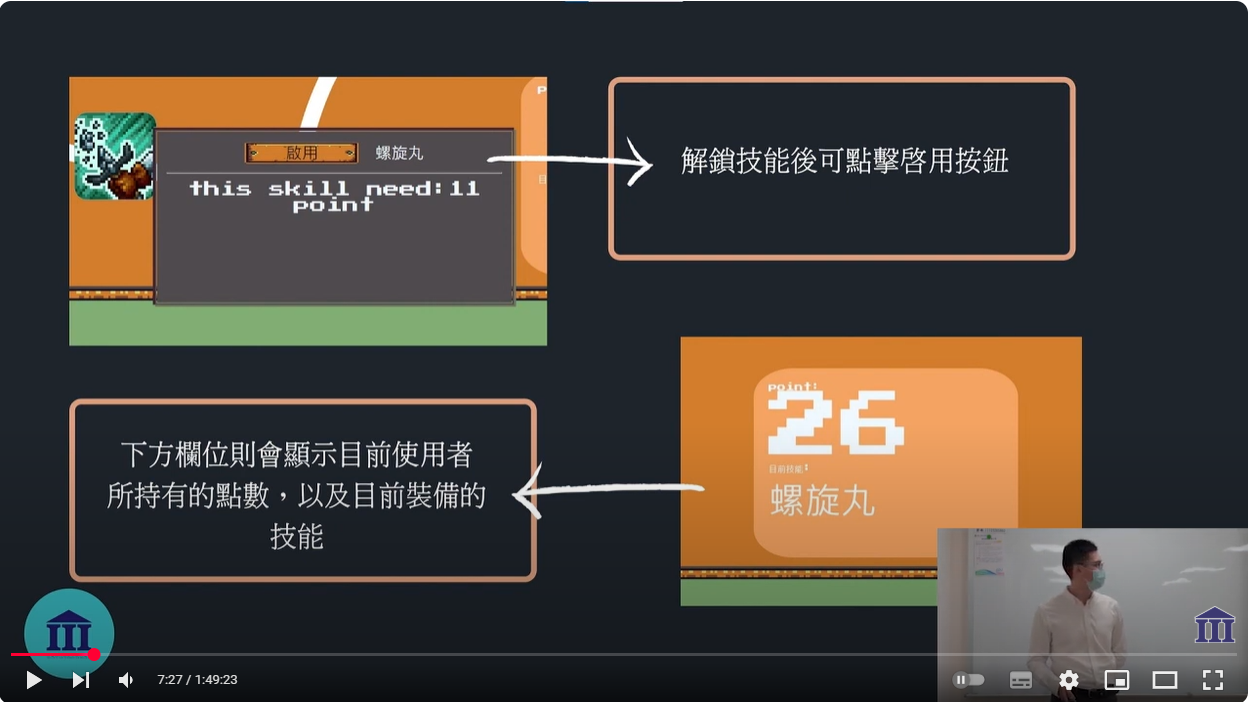 啟用 螺旋丸
this skill need:11
point
解鎖技能後可點擊啓用按鈕
point:
26
目前技能:
螺旋丸
下方欄位則會顯示目前使用者
所持有的點數，以及目前裝備的
技能
7:27 / 1:49:23